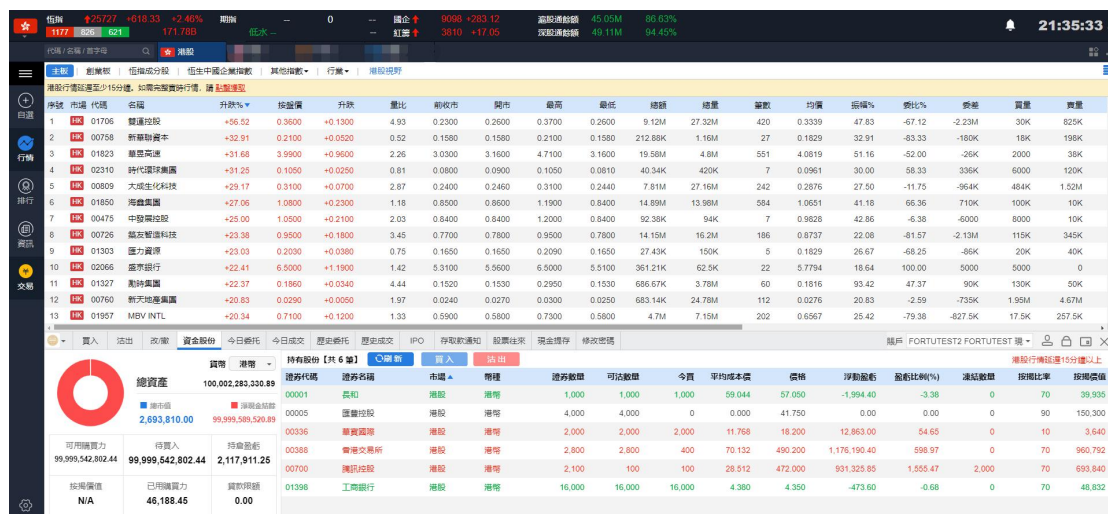 恆指 25727 +618.33 +2.46% 期指 -- 0 -- 國企 9098 +283.12 滬股通餘額 45.05M 86.63%
1177 826 621 171.78B 低水 -- -- 紅籌 3810 +17.05 深股通餘額 49.11M 94.45% 21:35:33
代碼 / 名稱 / 首字母 港股
主板 創業板 恆指成分股 恆生中國企業指數 其他指數 行業 港股視野
港股行情延遲至少15分鐘。如需完整實時行情，請 點擊獲取
序號 市場 代碼 名稱 升跌% 按盤價 升跌 量比 前收市 開市 最高 最低 總額 總量 筆數 均價 振幅% 委比% 委差 買量 賣量
1 HK 01706 雙運控股 +56.52 0.3600 +0.1300 4.93 0.2300 0.2600 0.3700 0.2600 9.12M 27.32M 420 0.3339 47.83 -67.12 -2.23M 30K 825K
2 HK 00758 新華聯資本 +32.91 0.2100 +0.0520 0.52 0.1580 0.1580 0.2100 0.1580 212.88K 1.16M 27 0.1829 32.91 -83.33 -180K 18K 198K
3 HK 01823 華昱高速 +31.68 3.9900 +0.9600 2.26 3.0300 3.1600 4.7100 3.1600 19.58M 4.8M 551 4.0819 51.16 -52.00 -26K 2000 38K
4 HK 02310 時代環球集團 +31.25 0.1050 +0.0250 0.81 0.0800 0.0900 0.1050 0.0810 40.34K 420K 7 0.0961 30.00 58.33 336K 6000 120K
5 HK 00809 大成生化科技 +29.17 0.3100 +0.0700 2.87 0.2400 0.2460 0.3100 0.2440 7.81M 27.16M 242 0.2876 27.50 -11.75 -964K 484K 1.52M
6 HK 01850 海鑫集團 +27.06 1.0800 +0.2300 1.18 0.8500 0.8600 1.1900 0.8400 14.89M 13.98M 584 1.0651 41.18 66.36 710K 100K 10K
7 HK 00475 中發展控股 +25.00 1.0500 +0.2100 2.03 0.8400 0.8400 1.2000 0.8400 92.38K 94K 7 0.9828 42.86 -6.38 -6000 8000 10K
8 HK 00726 築友智造科技 +23.38 0.9500 +0.1800 3.45 0.7700 0.7800 0.9500 0.7800 14.15M 16.2M 186 0.8737 22.08 -81.57 -2.13M 115K 345K
9 HK 01303 匯力資源 +23.03 0.2030 +0.0380 0.75 0.1650 0.1650 0.2090 0.1650 27.43K 150K 5 0.1829 26.67 -68.25 -86K 20K 40K
10 HK 02066 盛京銀行 +22.41 6.5000 +1.1900 1.42 5.3100 5.5600 6.5000 5.5100 361.21K 62.5K 22 5.7794 18.64 100.00 5000 5000 0
11 HK 01327 勵時集團 +22.37 0.1860 +0.0340 4.44 0.1520 0.1530 0.2950 0.1530 686.67K 3.78M 60 0.1816 93.42 47.37 90K 130K 50K
12 HK 00760 新天地產集團 +20.83 0.0290 +0.0050 1.97 0.0240 0.0270 0.0300 0.0250 683.14K 24.78M 112 0.0276 20.83 -2.59 -735K 1.95M 4.67M
13 HK 01957 MBV INTL +20.34 0.7100 +0.1200 1.33 0.5900 0.5800 0.7300 0.5800 4.7M 7.15M 202 0.6567 25.42 -79.38 -827.5K 17.5K 257.5K
自選
行情
排行
資訊
交易
買入 沽出 改/撤 資金股份 今日委托 今日成交 歷史委托 歷史成交 IPO 存取款通知 股票往來 現金提存 修改密碼 賬戶 FORTUTEST2 FORTUTEST 現
貨幣 港幣 持有股份【共 6 筆】 刷新 買入 沽出 港股行情延遲15分鐘以上
總資產 100,002,283,330.89
總市值 淨現金結餘
2,693,810.00 99,999,589,520.89
可用購買力 待買入 持倉盈虧
99,999,542,802.44 99,999,542,802.44 2,117,911.25
按揭價值 已用購買力 貸款限額
N/A 46,188.45 0.00
證券代碼 證券名稱 市場 幣種 證券數量 可沽數量 今買 平均成本價 價格 浮動盈虧 盈虧比例(%) 凍結數量 按揭比率 按揭價值
00001 長和 港股 港幣 1,000 1,000 1,000 59.044 57.050 -1,994.40 -3.38 0 70 39,935
00005 匯豐控股 港股 港幣 4,000 4,000 0 0.000 41.750 0.00 0.00 0 90 150,300
00336 華寶國際 港股 港幣 2,000 2,000 2,000 11.768 18.200 12,863.00 54.65 0 10 3,640
00388 香港交易所 港股 港幣 2,800 2,800 400 70.132 490.200 1,176,190.40 598.97 0 70 960,792
00700 騰訊控股 港股 港幣 2,100 100 100 28.512 472.000 931,325.85 1,555.47 2,000 70 693,840
01398 工商銀行 港股 港幣 16,000 16,000 16,000 4.380 4.350 -473.60 -0.68 0 70 48,832